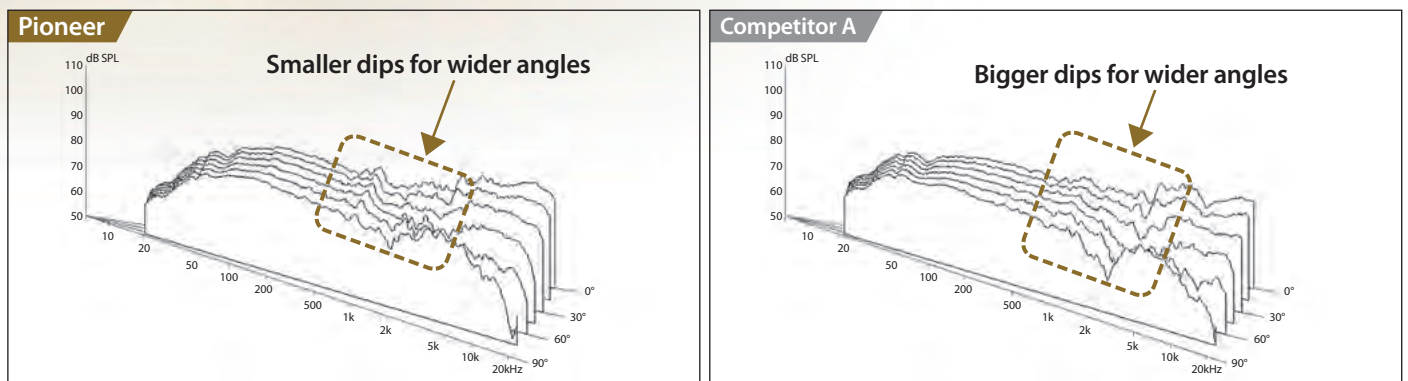 Pioneer
dB SPL
110
100
90
80
70
60
50
Smaller dips for wider angles
10
20
50
100
200
500
1k
2k
5k
10k
20kHz
0°
30°
60°
90°
Competitor A
dB SPL
110
100
90
80
70
60
50
Bigger dips for wider angles
10
20
50
100
200
500
1k
2k
5k
10k
20kHz
0°
30°
60°
90°